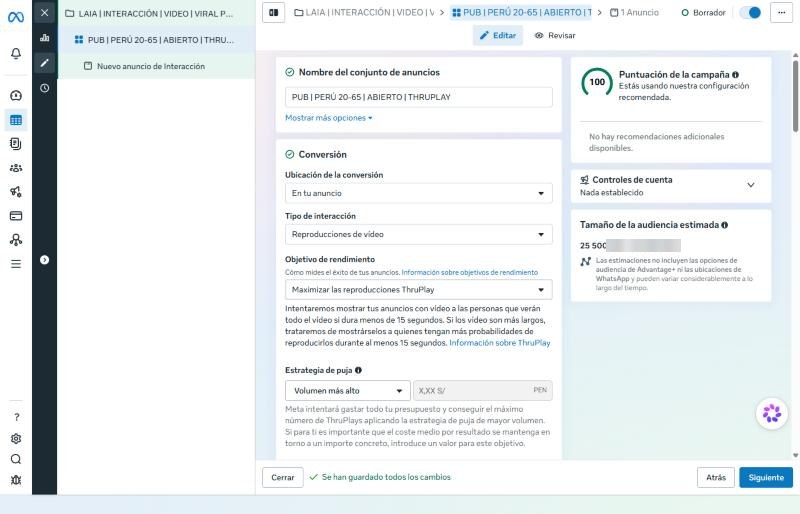 LAIA | INTERACCIÓN | VIDEO | VIRAL P...
PUB | PERÚ 20-65 | ABIERTO | THRU...
Nuevo anuncio de Interacción
LAIA | INTERACCIÓN | VIDEO | V
PUB | PERÚ 20-65 | ABIERTO | T
1 Anuncio
Borrador
Editar
Revisar
Nombre del conjunto de anuncios
PUB | PERÚ 20-65 | ABIERTO | THRUPLAY
Mostrar más opciones
Conversión
Ubicación de la conversión
En tu anuncio
Tipo de interacción
Reproducciones de vídeo
Objetivo de rendimiento
Cómo mides el éxito de tus anuncios. Información sobre objetivos de rendimiento
Maximizar las reproducciones ThruPlay
Intentaremos mostrar tus anuncios con vídeo a las personas que verán
todo el vídeo si dura menos de 15 segundos. Si los vídeo son más largos,
trataremos de mostrárselos a quienes tengan más probabilidades de
reproducirlos durante al menos 15 segundos. Información sobre ThruPlay
Estrategia de puja
Volumen más alto
X,XX S/
PEN
Meta intentará gastar todo tu presupuesto y conseguir el máximo
número de ThruPlays aplicando la estrategia de puja de mayor volumen.
Si para ti es importante que el coste medio por resultado se mantenga en
torno a un importe concreto, introduce un valor para este objetivo.
100
Puntuación de la campaña
Estás usando nuestra configuración
recomendada.
No hay recomendaciones adicionales
disponibles.
Controles de cuenta
Nada establecido
Tamaño de la audiencia estimada
25 500
Las estimaciones no incluyen las opciones de
audiencia de Advantage+ ni las ubicaciones de
WhatsApp y pueden variar considerablemente a lo
largo del tiempo.
Cerrar
Se han guardado todos los cambios
Atrás
Siguiente